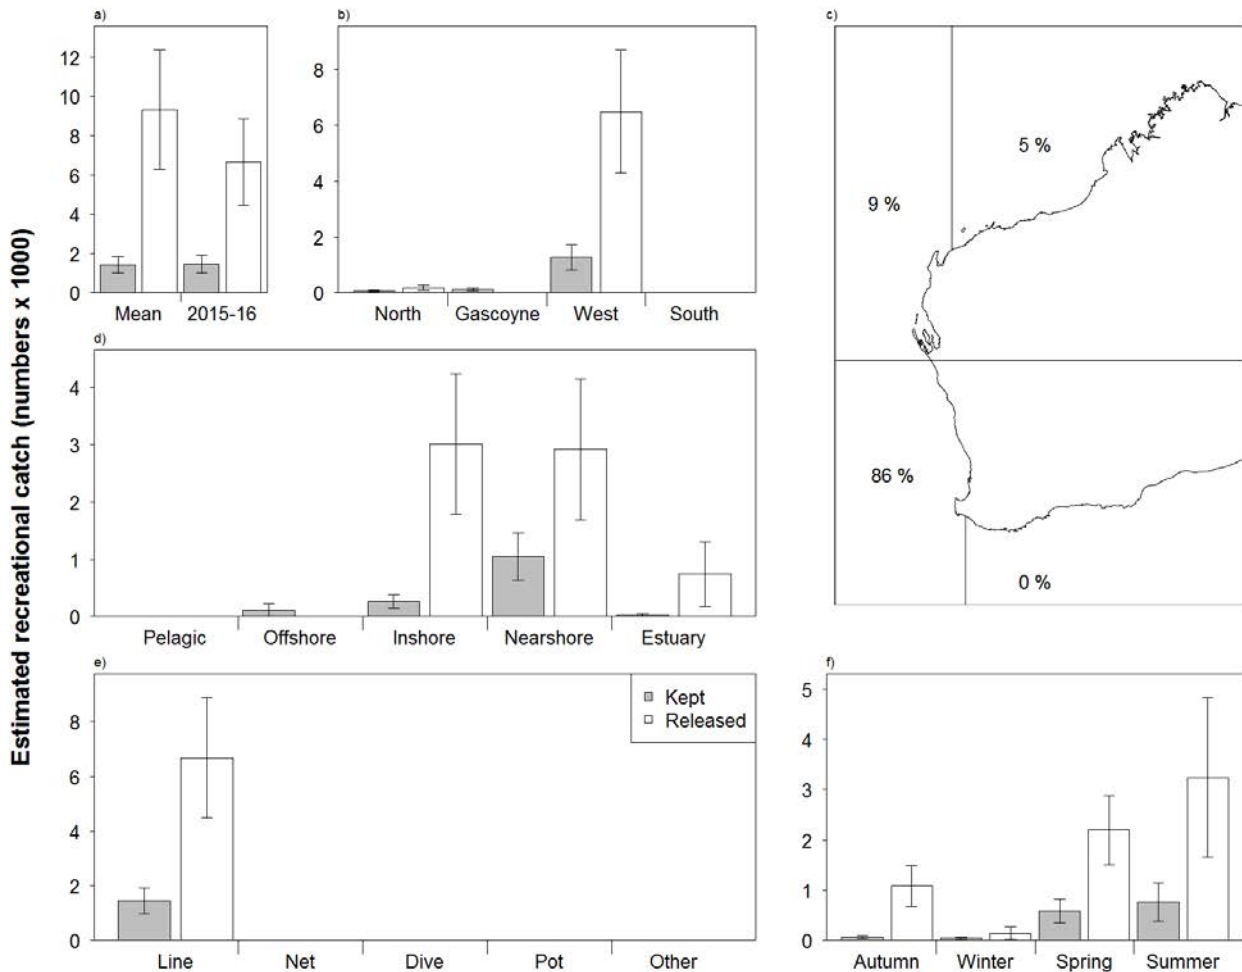 Estimated recreational catch (numbers x 1000)
a)
12
10
8
6
4
2
0
Mean 2015-16
b)
8
6
4
2
0
North Gascoyne West South
c)
5 %
9 %
86 %
0 %
d)
4
3
2
1
0
Pelagic Offshore Inshore Nearshore Estuary
e)
8
6
4
2
0
Kept
Released
Line Net Dive Pot Other
f)
5
4
3
2
1
0
Autumn Winter Spring Summer